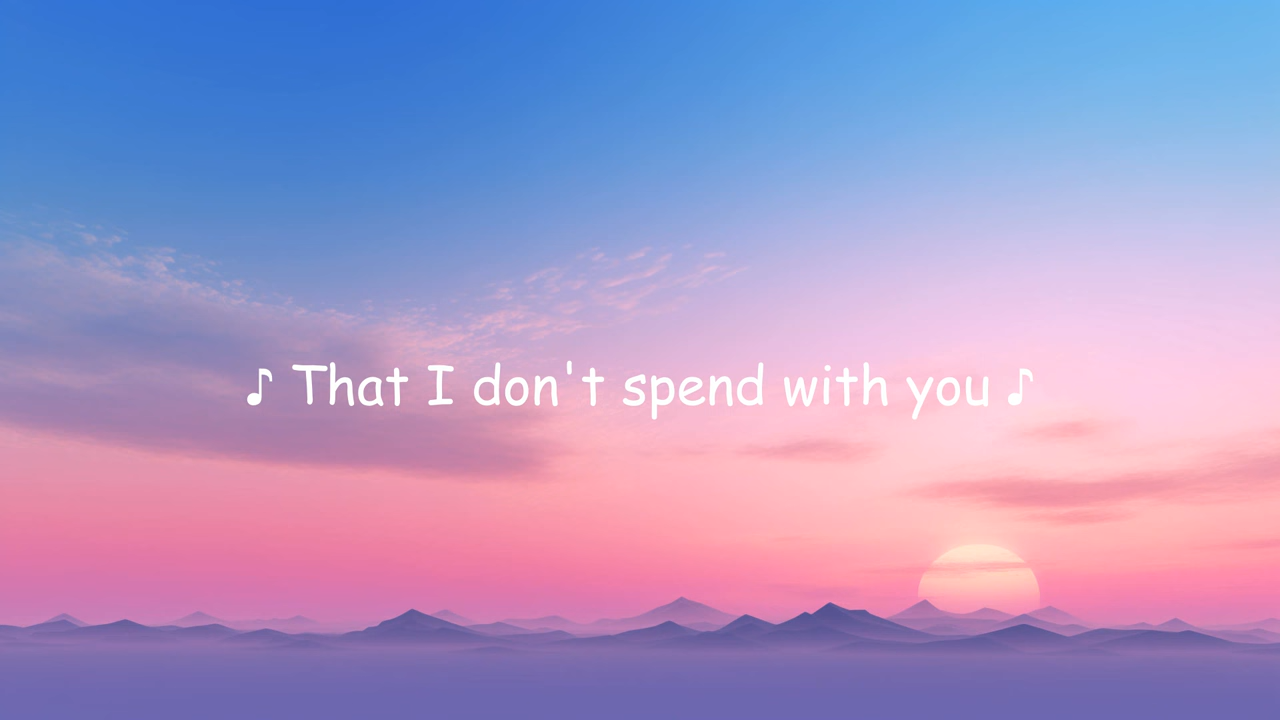 ♪ That I don't spend with you ♪